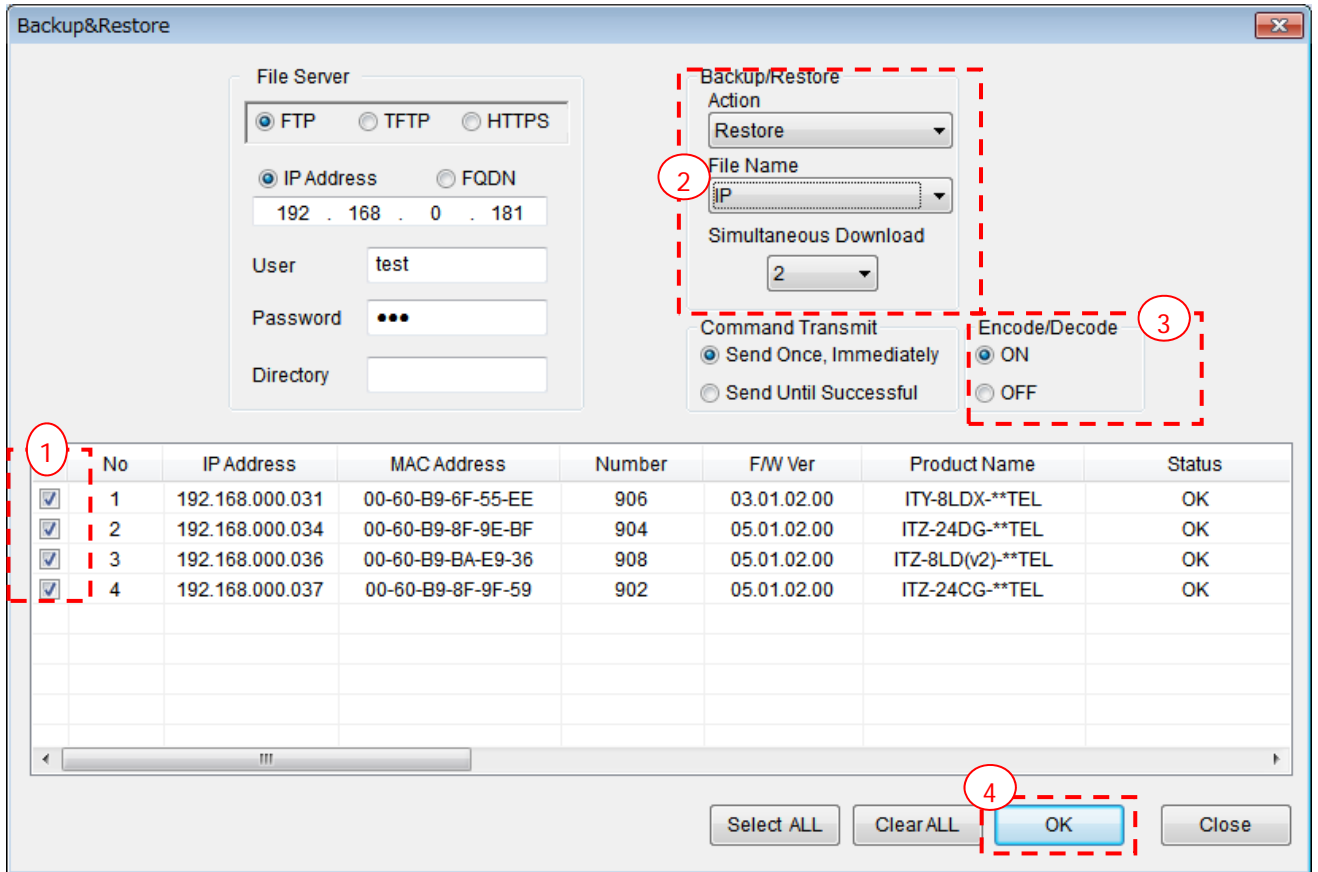 Backup&Restore
File Server
FTP TFTP HTTPS
IP Address FQDN
192 . 168 . 0 . 181
User test
Password •••
Directory
Backup/Restore
Action
Restore
2
File Name
IP
Simultaneous Download
2
Command Transmit
Send Once, Immediately
Send Until Successful
3
Encode/Decode
ON
OFF
1
No IP Address MAC Address Number F/W Ver Product Name Status
1 192.168.000.031 00-60-B9-6F-55-EE 906 03.01.02.00 ITY-8LDX-**TEL OK
2 192.168.000.034 00-60-B9-8F-9E-BF 904 05.01.02.00 ITZ-24DG-**TEL OK
3 192.168.000.036 00-60-B9-BA-E9-36 908 05.01.02.00 ITZ-8LD(v2)-**TEL OK
4 192.168.000.037 00-60-B9-8F-9F-59 902 05.01.02.00 ITZ-24CG-**TEL OK
4
Select ALL Clear ALL OK Close